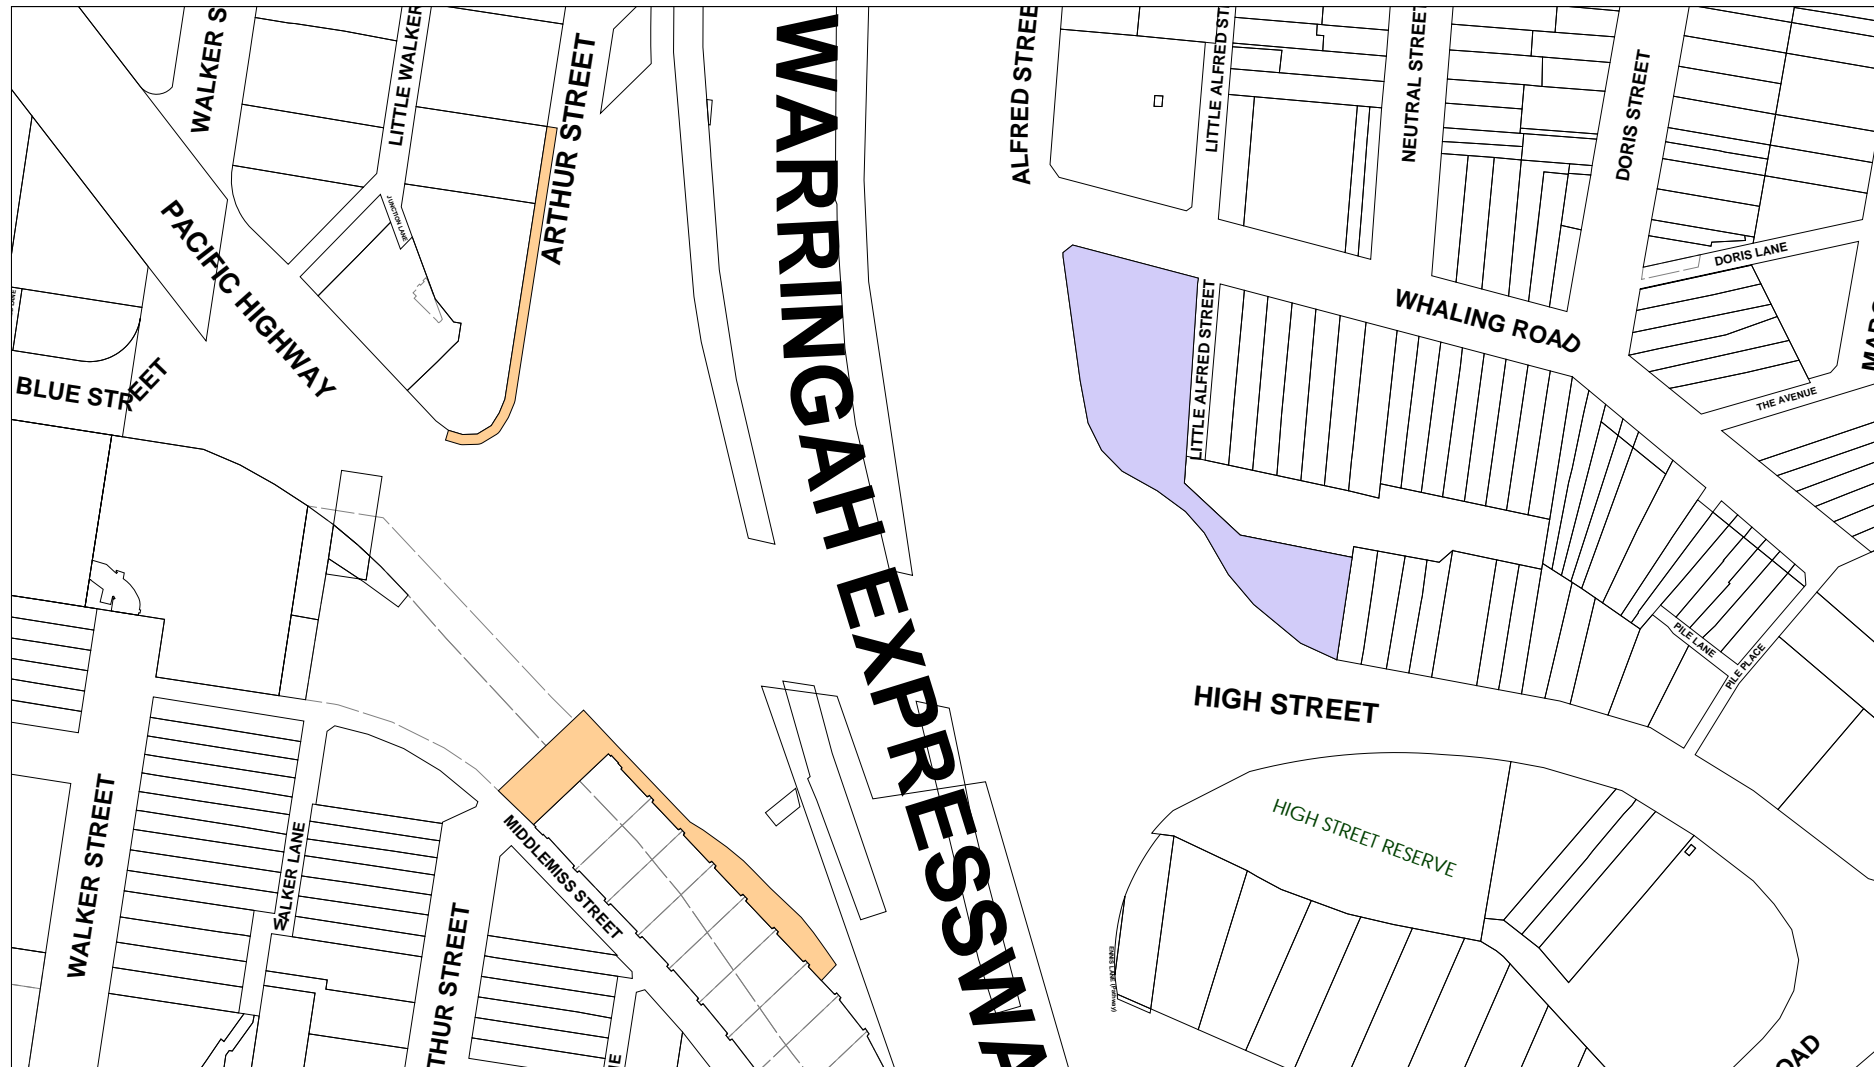 WALKER S
LITTLE WALKER
ARTHUR STREET
WARRINGAH EXPRESSWA
ALFRED STREE
LITTLE ALFRED ST
NEUTRAL STREET
DORIS STREET
DORIS LANE
JUNCTION LANE
PACIFIC HIGHWAY
BLUE STREET
LITTLE ALFRED STREET
WHALING ROAD
THE AVENUE
PILE LANE
PILE PLACE
HIGH STREET
HIGH STREET RESERVE
MIDDLEMISS STREET
WALKER STREET
WALKER LANE
THUR STREET
OAD